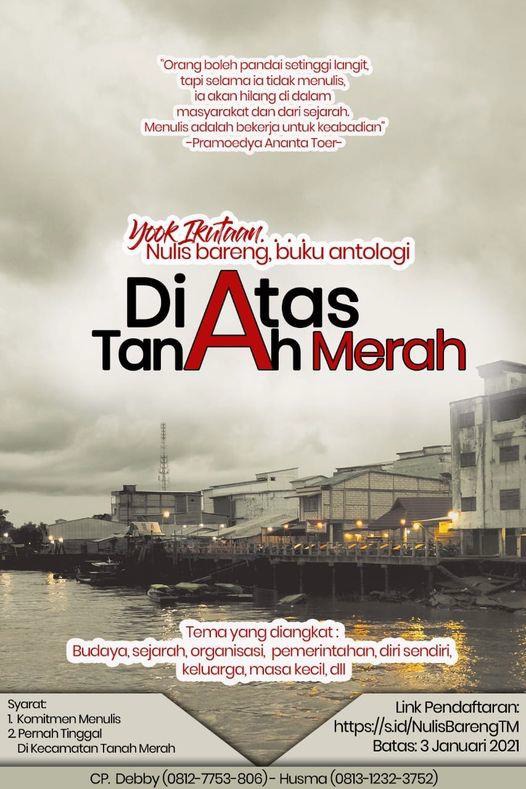 "Orang boleh pandai setinggi langit,
tapi selama ia tidak menulis,
ia akan hilang di dalam
masyarakat dan dari sejarah.
Menulis adalah bekerja untuk keabadian"
-Pramoedya Ananta Toer-
Yook Ikutaan. . . . .
Nulis bareng, buku antologi
Di Atas
Tanah Merah
Tema yang diangkat :
Budaya, sejarah, organisasi, pemerintahan, diri sendiri,
keluarga, masa kecil, dll
Syarat:
1. Komitmen Menulis
2. Pernah Tinggal
Di Kecamatan Tanah Merah
Link Pendaftaran:
https://s.id/NulisBarengTM
Batas: 3 Januari 2021
CP. Debby (0812-7753-806) - Husma (0813-1232-3752)